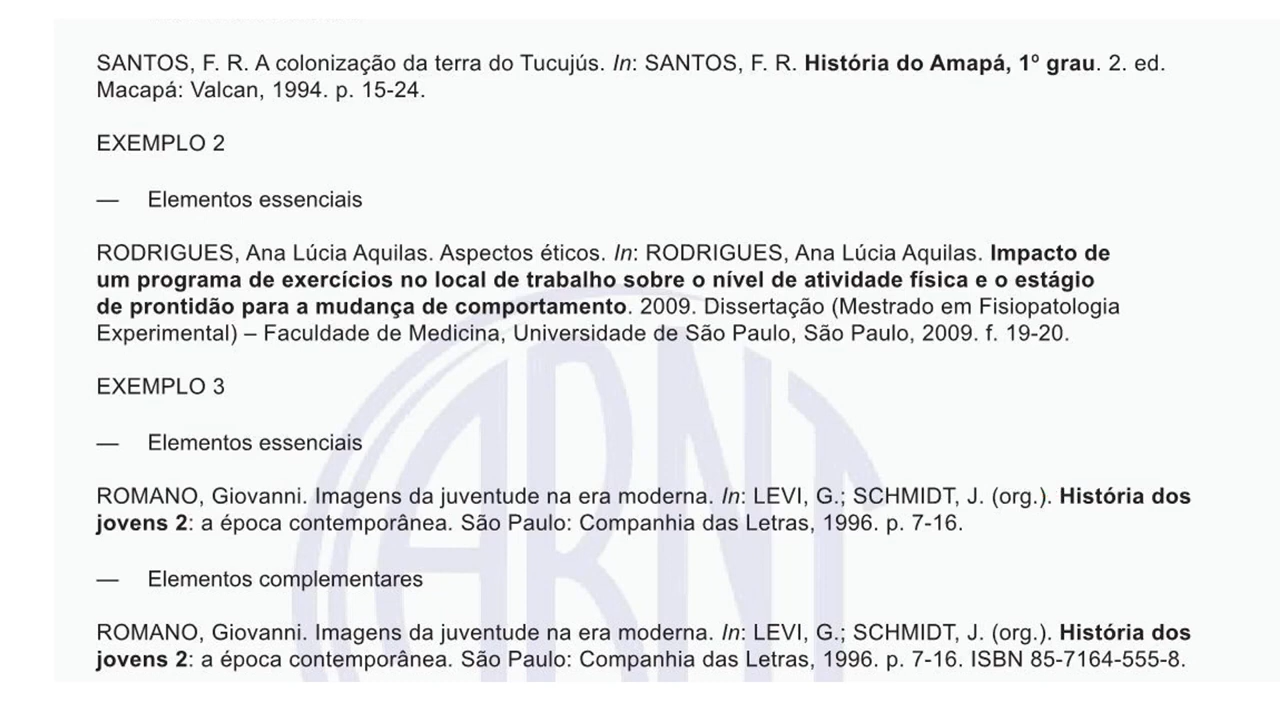 SANTOS, F. R. A colonização da terra do Tucujús. In: SANTOS, F. R. História do Amapá, 1º grau. 2. ed.
Macapá: Valcan, 1994. p. 15-24.
EXEMPLO 2
— Elementos essenciais
RODRIGUES, Ana Lúcia Aquilas. Aspectos éticos. In: RODRIGUES, Ana Lúcia Aquilas. Impacto de
um programa de exercícios no local de trabalho sobre o nível de atividade física e o estágio
de prontidão para a mudança de comportamento. 2009. Dissertação (Mestrado em Fisiopatologia
Experimental) – Faculdade de Medicina, Universidade de São Paulo, São Paulo, 2009. f. 19-20.
EXEMPLO 3
— Elementos essenciais
ROMANO, Giovanni. Imagens da juventude na era moderna. In: LEVI, G.; SCHMIDT, J. (org.). História dos
jovens 2: a época contemporânea. São Paulo: Companhia das Letras, 1996. p. 7-16.
— Elementos complementares
ROMANO, Giovanni. Imagens da juventude na era moderna. In: LEVI, G.; SCHMIDT, J. (org.). História dos
jovens 2: a época contemporânea. São Paulo: Companhia das Letras, 1996. p. 7-16. ISBN 85-7164-555-8.